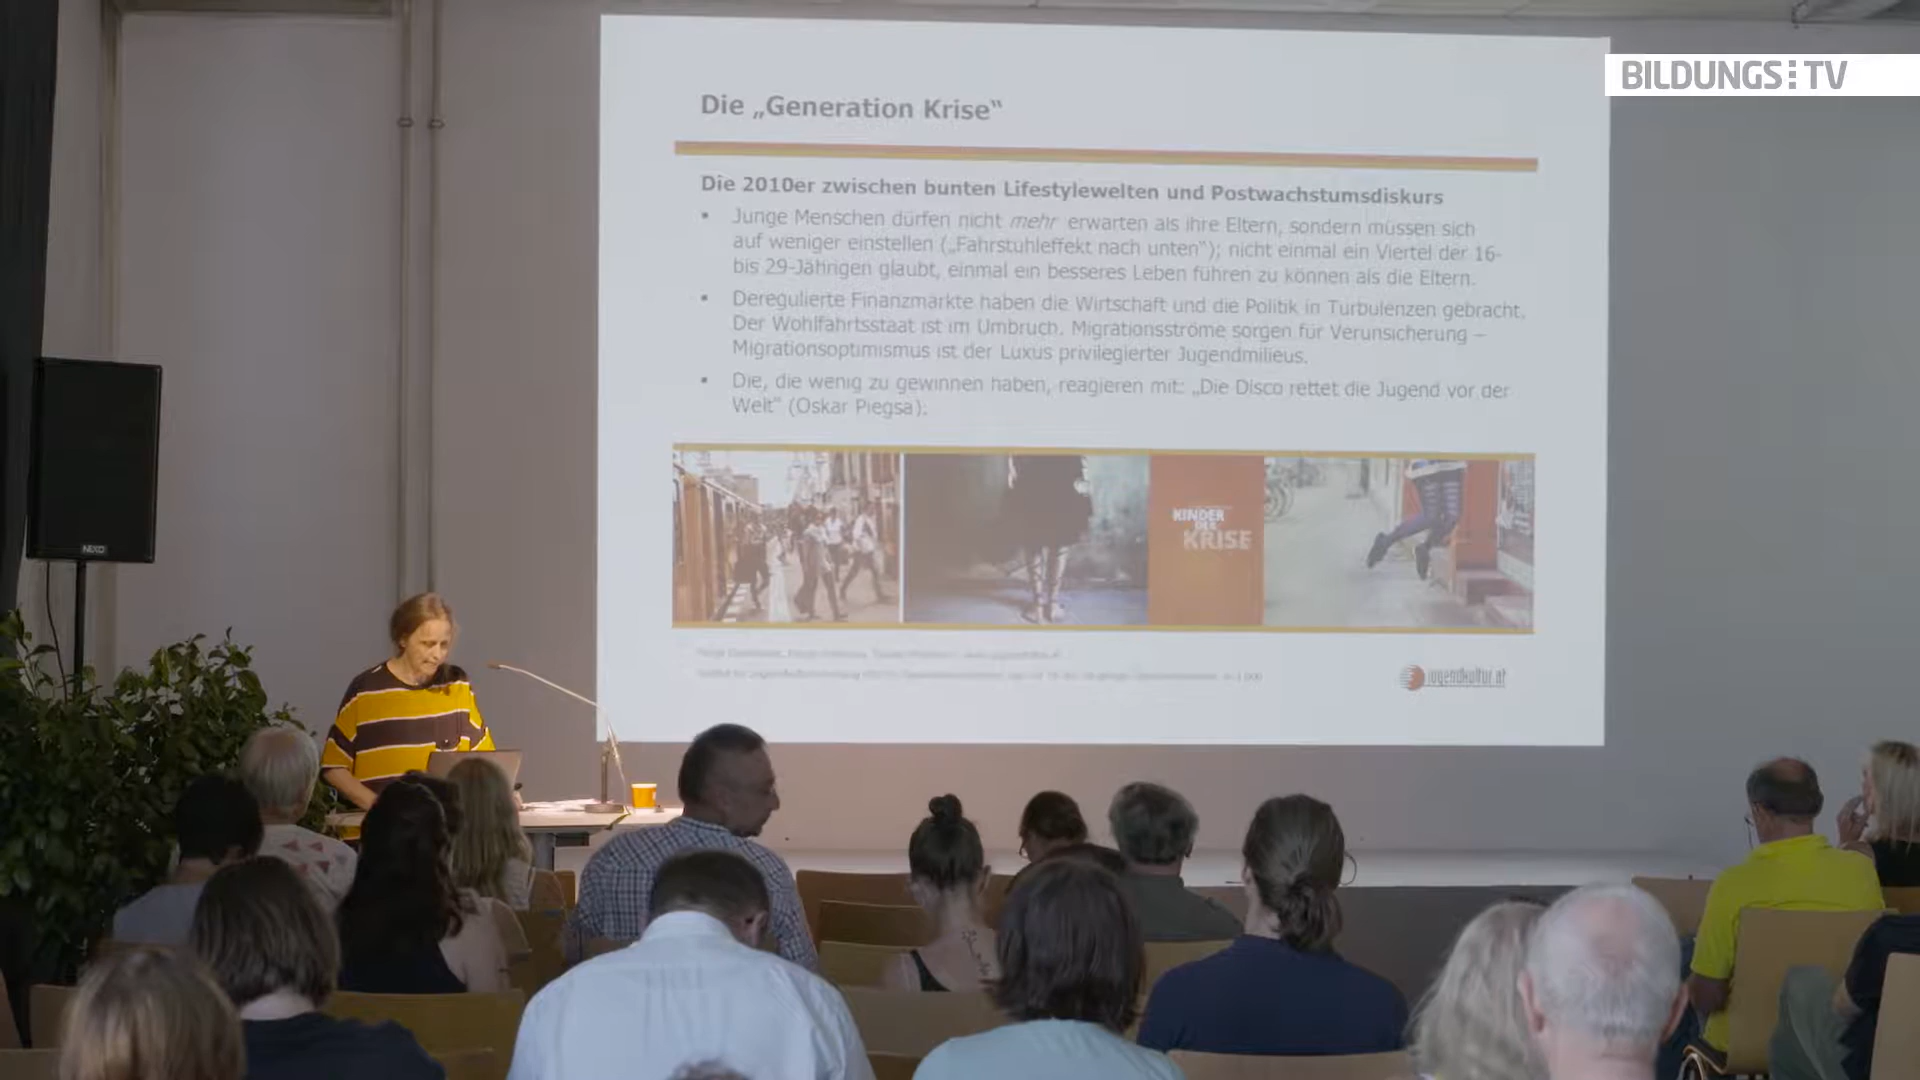 BILDUNGS:TV
Die „Generation Krise“
Die 2010er zwischen bunten Lifestylewelten und Postwachstumsdiskurs
▪ Junge Menschen dürfen nicht mehr erwarten als ihre Eltern, sondern müssen sich
auf weniger einstellen („Fahrstuhleffekt nach unten“); nicht einmal ein Viertel der 16-
bis 29-Jährigen glaubt, einmal ein besseres Leben führen zu können als die Eltern.
▪ Deregulierte Finanzmärkte haben die Wirtschaft und die Politik in Turbulenzen gebracht.
Der Wohlfahrtsstaat ist im Umbruch. Migrationsströme sorgen für Verunsicherung –
Migrationsoptimismus ist der Luxus privilegierter Jugendmilieus.
▪ Die, die wenig zu gewinnen haben, reagieren mit: „Die Disco rettet die Jugend vor der
Welt“ (Oskar Piegsa).
KINDER
DER
KRISE
jugendkultur.at
NEXO